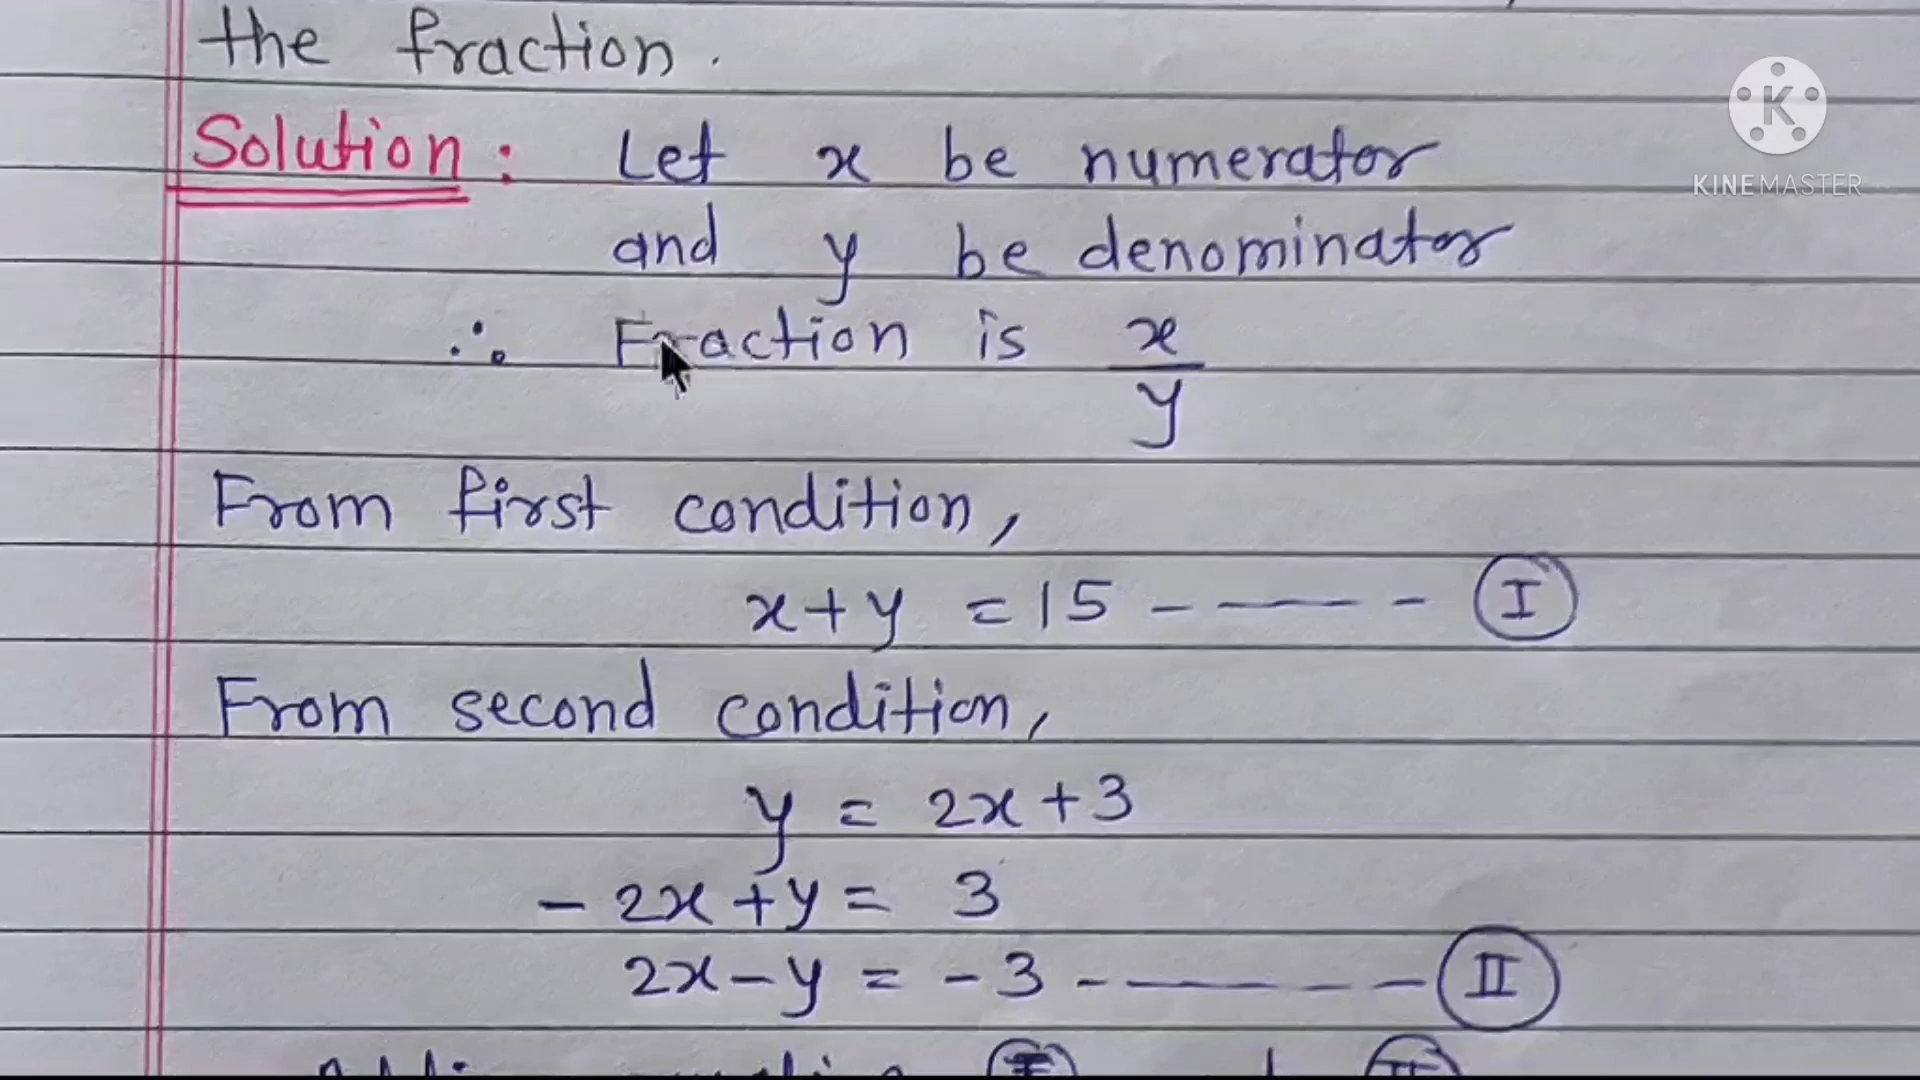 the fraction.
Solution: Let x be numerator
and y be denominator
∴ Fraction is x/y
From first condition,
x+y = 15 -------- I
From second condition,
y = 2x+3
- 2x+y = 3
2x-y = -3 -------- II
K
KINEMASTER